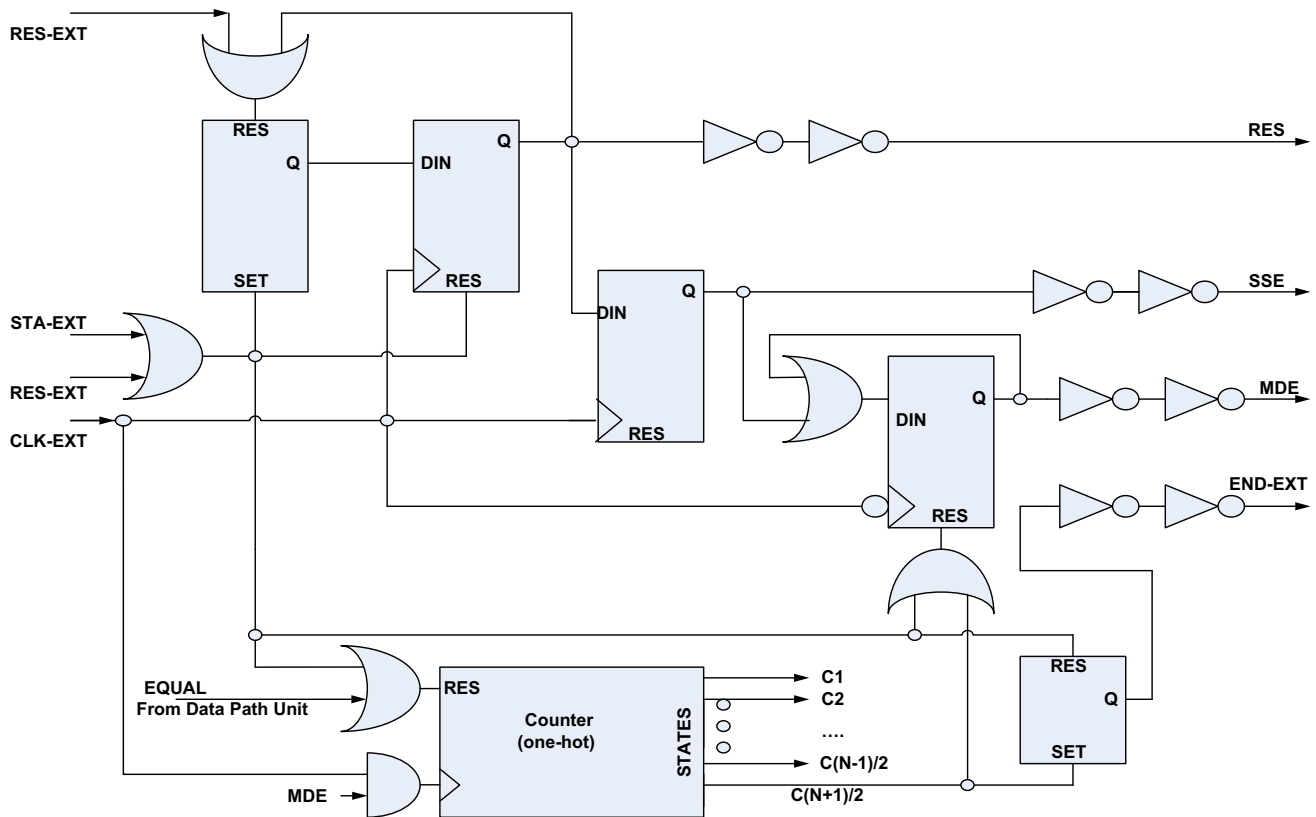 RES-EXT
RES
Q
SET
Q
DIN
RES
RES
Q
DIN
RES
SSE
STA-EXT
RES-EXT
CLK-EXT
Q
DIN
RES
MDE
END-EXT
EQUAL
From Data Path Unit
MDE
RES
Counter
(one-hot)
STATES
C1
C2
....
C(N-1)/2
C(N+1)/2
RES
Q
SET